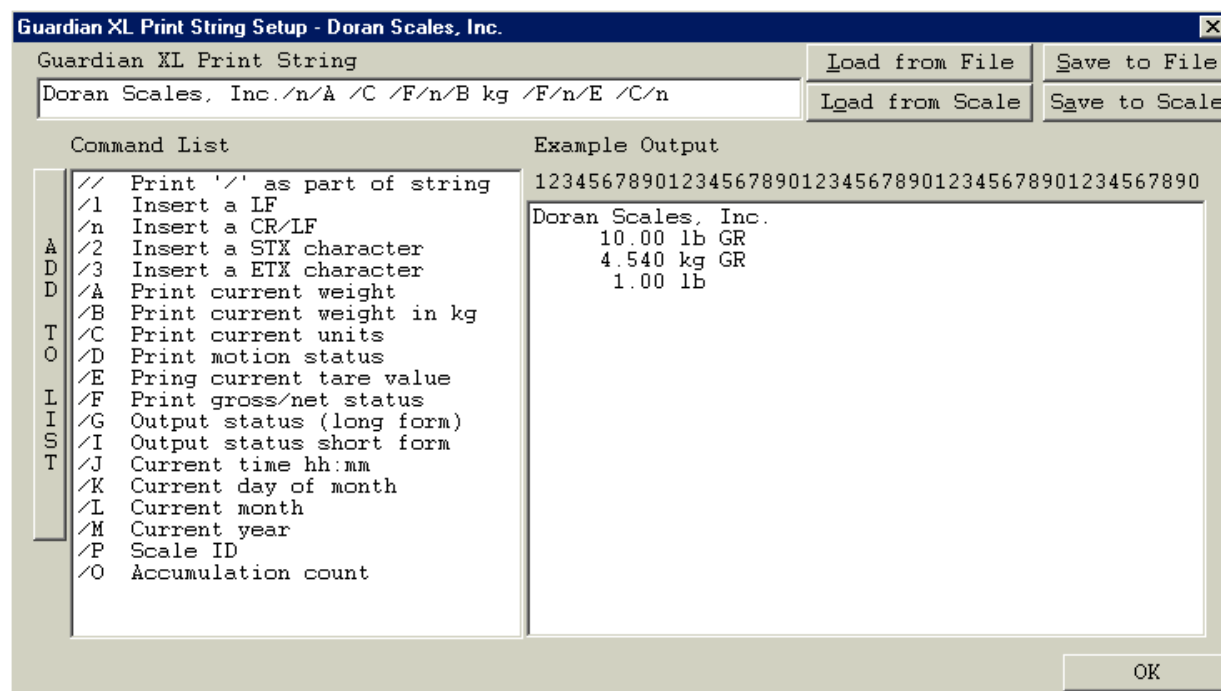 Guardian XL Print String Setup - Doran Scales, Inc.
Guardian XL Print String
Load from File
Save to File
Doran Scales, Inc./n/A /C /F/n/B kg /F/n/E /C/n
Load from Scale
Save to Scale
Command List
Example Output
ADD TO LIST
// Print '/' as part of string
/l Insert a LF
/n Insert a CR/LF
/2 Insert a STX character
/3 Insert a ETX character
/A Print current weight
/B Print current weight in kg
/C Print current units
/D Print motion status
/E Pring current tare value
/F Print gross/net status
/G Output status (long form)
/I Output status short form
/J Current time hh:mm
/K Current day of month
/L Current month
/M Current year
/P Scale ID
/O Accumulation count
12345678901234567890123456789012345678901234567890
Doran Scales, Inc.
10.00 lb GR
4.540 kg GR
1.00 lb
OK